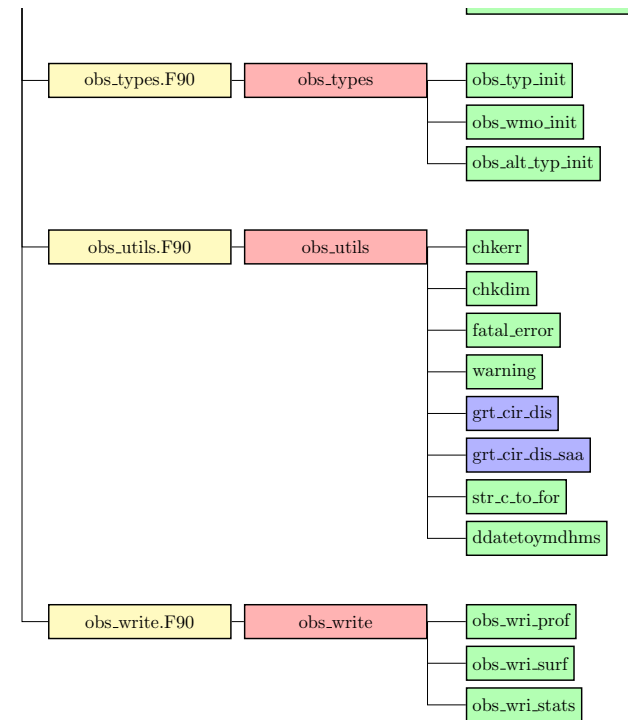 obs_types.F90 obs_types obs_typ_init
obs_wmo_init
obs_alt_typ_init
obs_utils.F90 obs_utils chkerr
chkdim
fatal_error
warning
grt_cir_dis
grt_cir_dis_saa
str_c_to_for
ddatetoymdhms
obs_write.F90 obs_write obs_wri_prof
obs_wri_surf
obs_wri_stats